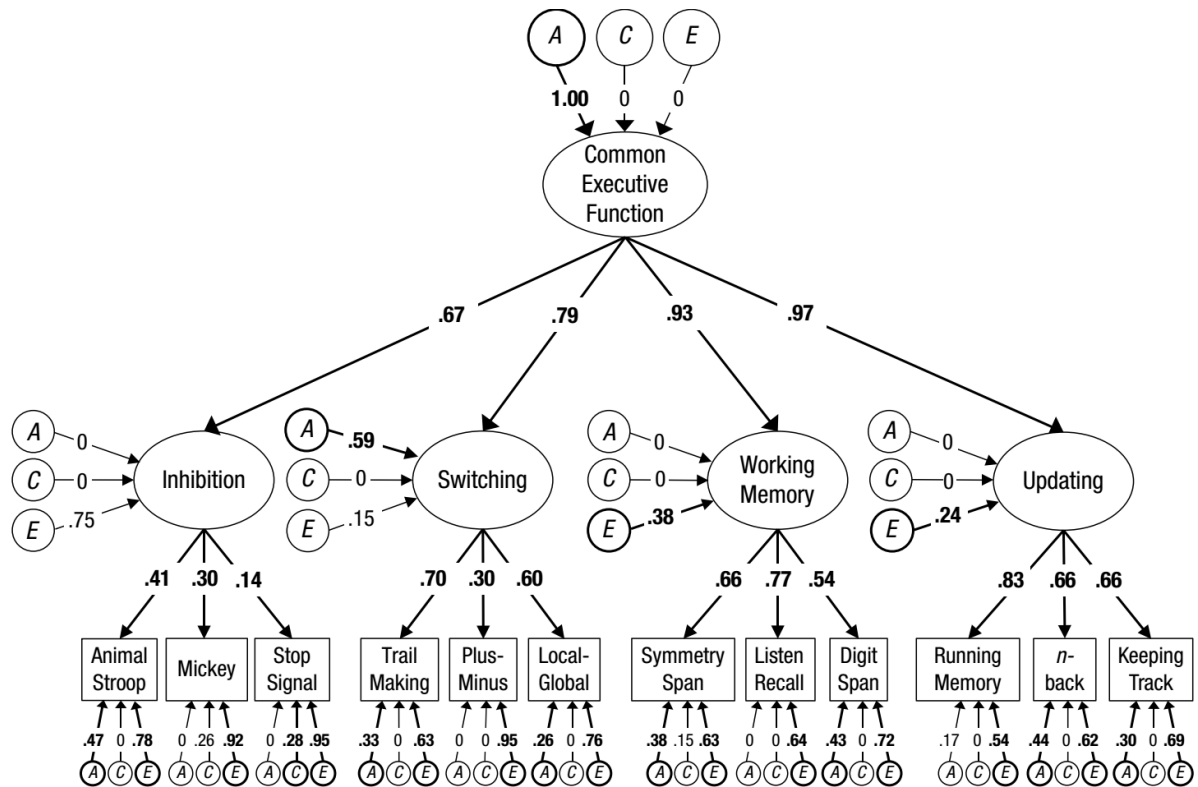 A C E
1.00 0 0
Common
Executive
Function
.67 .79 .93 .97
A 0 A .59 A 0 A 0
C 0 Inhibition C 0 Switching C 0 Working Memory C 0 Updating
E .75 E .15 E .38 E .24
.41 .30 .14 .70 .30 .60 .66 .77 .54 .83 .66 .66
Animal Stroop Mickey Stop Signal Trail Making Plus- Minus Local- Global Symmetry Span Listen Recall Digit Span Running Memory n- back Keeping Track
.47 0 .78 0 .26 .92 0 .28 .95 .33 0 .63 0 0 .95 .26 0 .76 .38 .15 .63 0 0 .64 .43 0 .72 .17 0 .54 .44 0 .62 .30 0 .69
A C E A C E A C E A C E A C E A C E A C E A C E A C E A C E A C E A C E